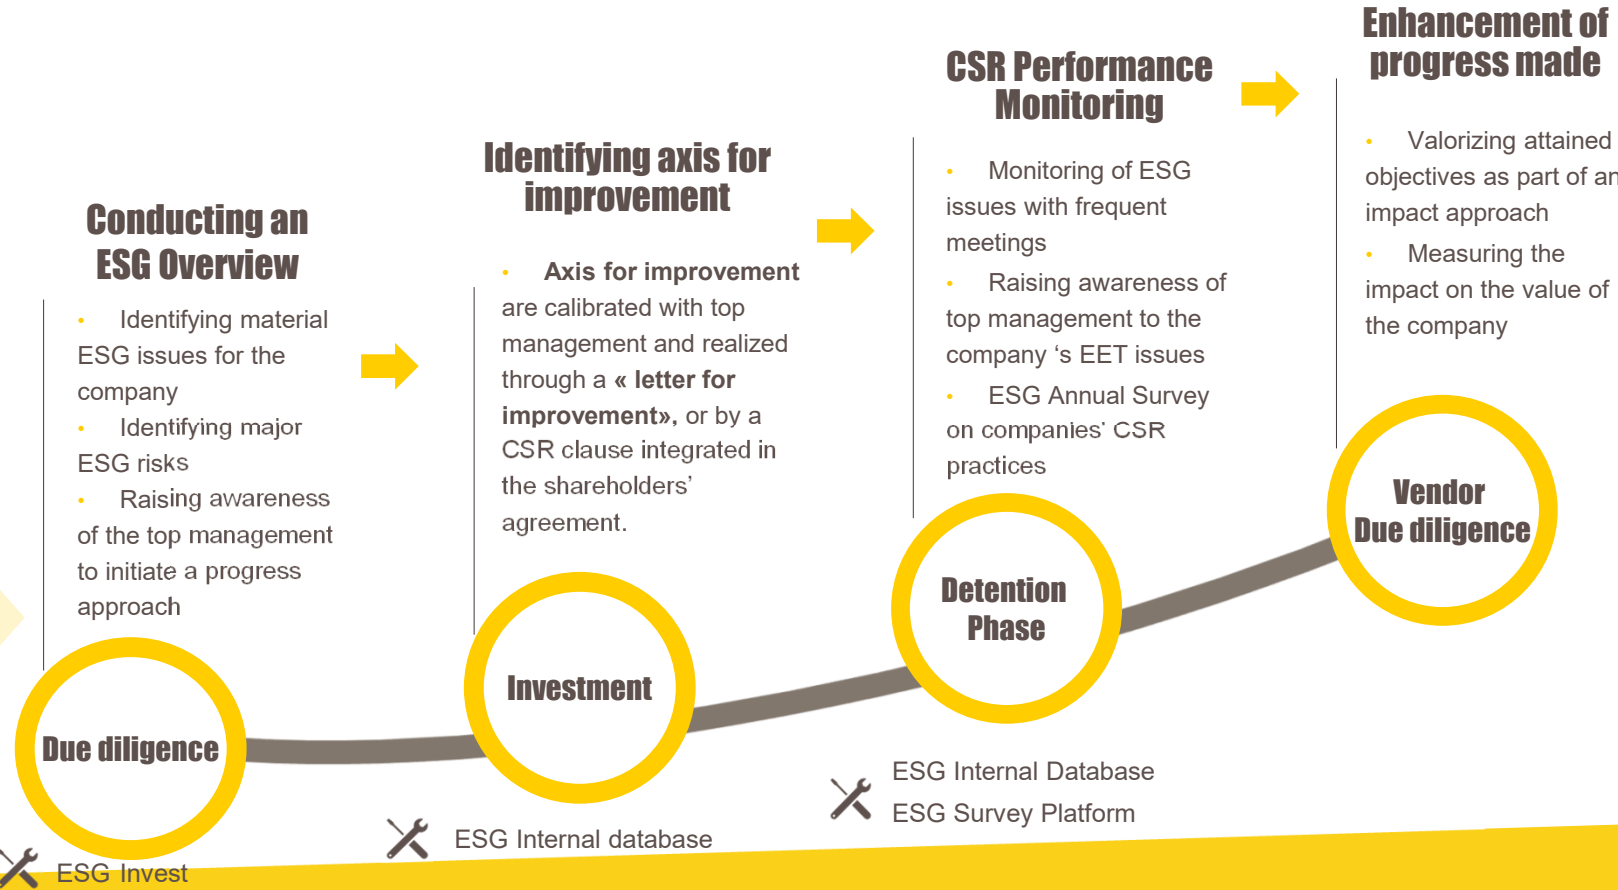 Conducting an
ESG Overview
• Identifying material
ESG issues for the
company
• Identifying major
ESG risks
• Raising awareness
of the top management
to initiate a progress
approach
Due diligence
ESG Invest
Identifying axis for
improvement
• Axis for improvement
are calibrated with top
management and realized
through a « letter for
improvement», or by a
CSR clause integrated in
the shareholders'
agreement.
Investment
ESG Internal database
CSR Performance
Monitoring
• Monitoring of ESG
issues with frequent
meetings
• Raising awareness of
top management to the
company ‘s EET issues
• ESG Annual Survey
on companies' CSR
practices
Detention
Phase
ESG Internal Database
ESG Survey Platform
Enhancement of
progress made
• Valorizing attained
objectives as part of an
impact approach
• Measuring the
impact on the value of
the company
Vendor
Due diligence